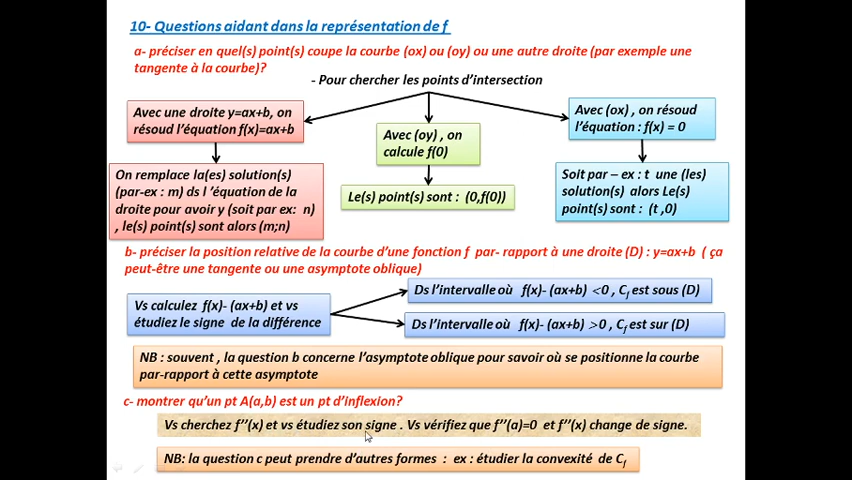 10- Questions aidant dans la représentation de f
a- préciser en quel(s) point(s) coupe la courbe (ox) ou (oy) ou une autre droite (par exemple une
tangente à la courbe)?
- Pour chercher les points d'intersection
Avec une droite y=ax+b, on
résoud l'équation f(x)=ax+b
On remplace la(es) solution(s)
(par-ex : m) ds l'équation de la
droite pour avoir y (soit par ex: n)
, le(s) point(s) sont alors (m;n)
Avec (oy) , on
calcule f(0)
Le(s) point(s) sont : (0,f(0))
Avec (ox) , on résoud
l'équation : f(x) = 0
Soit par – ex : t une (les)
solution(s) alors Le(s)
point(s) sont : (t ,0)
b- préciser la position relative de la courbe d'une fonction f par- rapport à une droite (D) : y=ax+b ( ça
peut-être une tangente ou une asymptote oblique)
Vs calculez f(x)- (ax+b) et vs
étudiez le signe de la différence
Ds l'intervalle où f(x)- (ax+b) <0 , Cf est sous (D)
Ds l'intervalle où f(x)- (ax+b) >0 , Cf est sur (D)
NB : souvent , la question b concerne l'asymptote oblique pour savoir où se positionne la courbe
par-rapport à cette asymptote
c- montrer qu'un pt A(a,b) est un pt d'inflexion?
Vs cherchez f''(x) et vs étudiez son signe . Vs vérifiez que f''(a)=0 et f''(x) change de signe.
NB: la question c peut prendre d'autres formes : ex : étudier la convexité de Cf